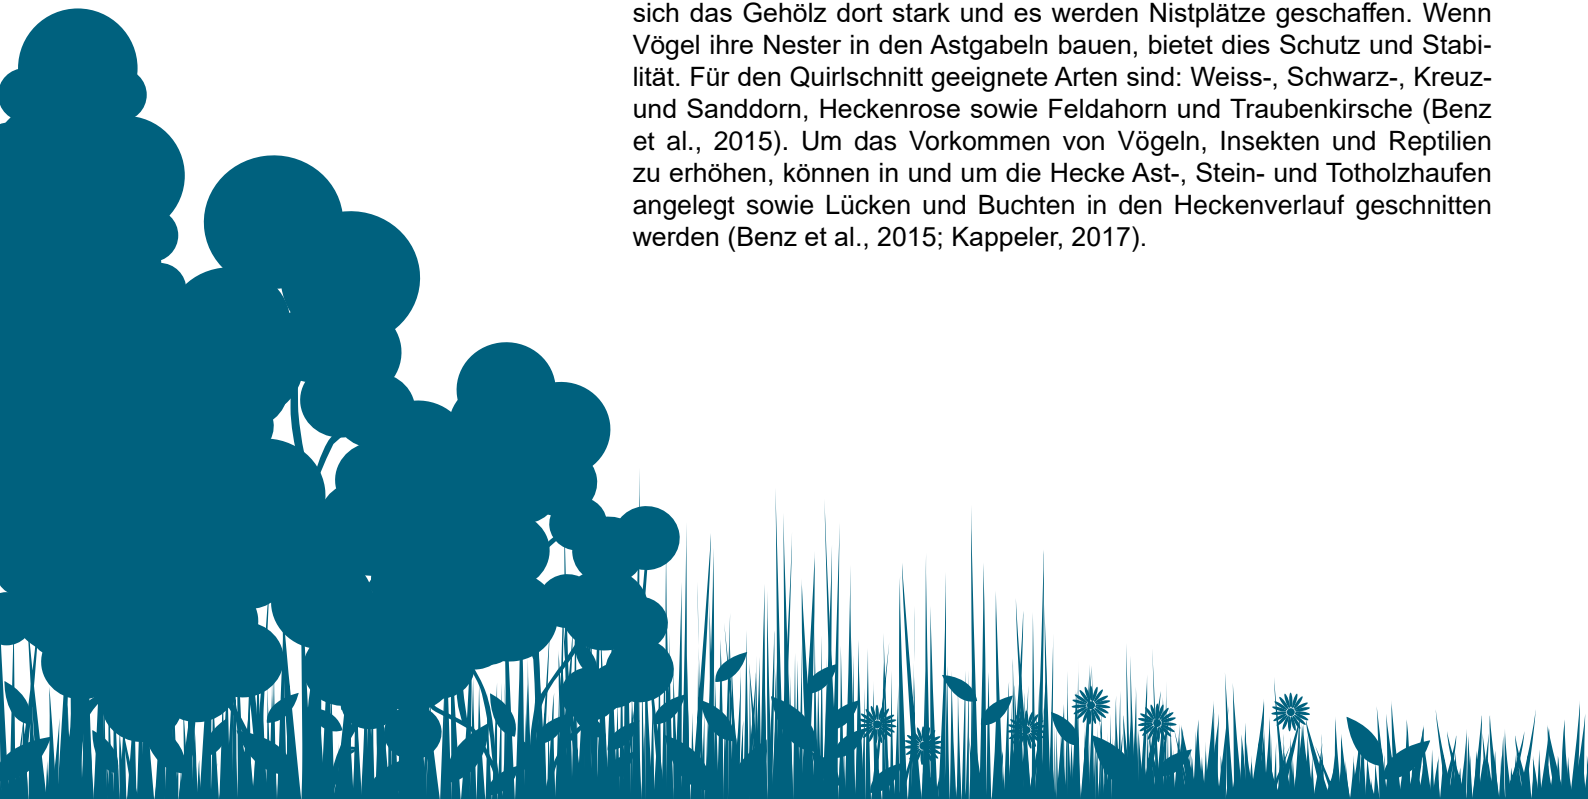 sich das Gehölz dort stark und es werden Nistplätze geschaffen. Wenn
Vögel ihre Nester in den Astgabeln bauen, bietet dies Schutz und Stabi-
lität. Für den Quirlschnitt geeignete Arten sind: Weiss-, Schwarz-, Kreuz-
und Sanddorn, Heckenrose sowie Feldahorn und Traubenkirsche (Benz
et al., 2015). Um das Vorkommen von Vögeln, Insekten und Reptilien
zu erhöhen, können in und um die Hecke Ast-, Stein- und Totholzhaufen
angelegt sowie Lücken und Buchten in den Heckenverlauf geschnitten
werden (Benz et al., 2015; Kappeler, 2017).